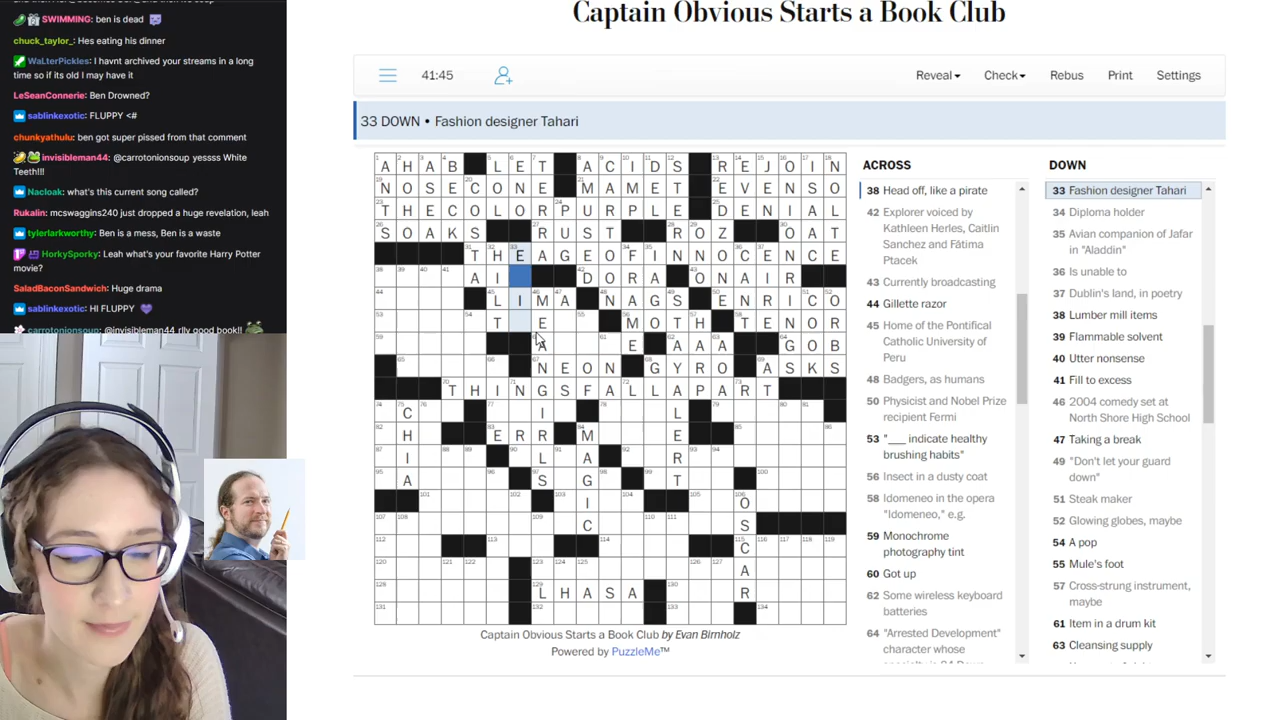 SWIMMING: ben is dead
chuck_taylor_: Hes eating his dinner
WaLterPickles: I havnt archived your streams in a long
time so if its old I may have it
LeSeanConnerie: Ben Drowned?
sablinkexotic: FLUPPY <#
chunkyathulu: ben got super pissed from that comment
invisibleman44: @carrotionsoup yessss White
Teeth!!!
Nacloak: what's this current song called?
Rukalin: mcswaggins240 just dropped a huge revelation, leah
tylerlarkworthy: Ben is a mess, Ben is a waste
HorkySporky: Leah what's your favorite Harry Potter
movie?
SaladBaconSandwich: Huge drama
sablinkexotic: HI FLUPPY
carrotionsoup: @invisibleman44 rlly good book!!
Captain Obvious Starts a Book Club
41:45
Reveal
Check
Rebus
Print
Settings
33 DOWN • Fashion designer Tahari
A H A B L E T A C I D S R E J O I N
N O S E C O N E M A M E T E V E N S O
T H E C O L O R P U R P L E D E N I A L
S O A K S R U S T R O Z O A T
T H E A G E O F I N N O C E N C E
A I D O R A O N A I R
L I M A N A G S E N R I C O
T E M O T H T E N O R
A E A A A G O B
N E O N G Y R O A S K S
T H I N G S F A L L A P A R T
C I L
H E R R M E
I L A R
A S G T
I O
C S
C
A
L H A S A R
Captain Obvious Starts a Book Club by Evan Birnholz
Powered by PuzzleMe™
ACROSS
38 Head off, like a pirate
42 Explorer voiced by
Kathleen Herles, Caitlin
Sanchez and Fátima
Ptacek
43 Currently broadcasting
44 Gillette razor
45 Home of the Pontifical
Catholic University of
Peru
48 Badgers, as humans
50 Physicist and Nobel Prize
recipient Fermi
53 "___ indicate healthy
brushing habits"
56 Insect in a dusty coat
58 Idomeneo in the opera
"Idomeneo," e.g.
59 Monochrome
photography tint
60 Got up
62 Some wireless keyboard
batteries
64 "Arrested Development"
character whose
DOWN
33 Fashion designer Tahari
34 Diploma holder
35 Avian companion of Jafar
in "Aladdin"
36 Is unable to
37 Dublin's land, in poetry
38 Lumber mill items
39 Flammable solvent
40 Utter nonsense
41 Fill to excess
46 2004 comedy set at
North Shore High School
47 Taking a break
49 "Don't let your guard
down"
51 Steak maker
52 Glowing globes, maybe
54 A pop
55 Mule's foot
57 Cross-strung instrument,
maybe
61 Item in a drum kit
63 Cleansing supply